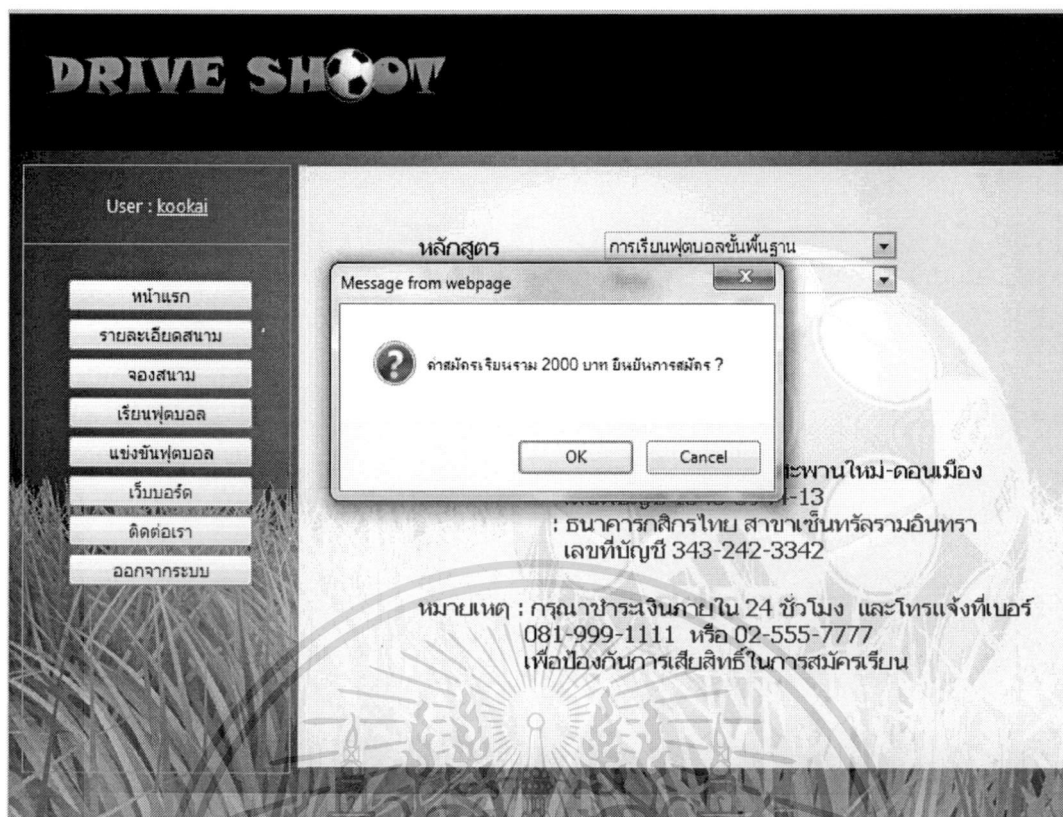 DRIVE SHOOT
User : kookai
หน้าแรก
รายละเอียดสนาม
จองสนาม
เรียนฟุตบอล
แข่งขันฟุตบอล
เว็บบอร์ด
ติดต่อเรา
ออกจากระบบ
หลักสูตร การเรียนฟุตบอลขั้นพื้นฐาน
Message from webpage
ค่าสมัครเรียนราม 2000 บาท ยืนยันการสมัคร ?
OK Cancel
ะพานใหม่-ดอนเมือง
-13
: ธนาคารกสิกรไทย สาขาเซ็นทรัลรามอินทรา
เลขที่บัญชี 343-242-3342
หมายเหตุ : กรุณาชำระเงินภายใน 24 ชั่วโมง และโทรแจ้งที่เบอร์
081-999-1111 หรือ 02-555-7777
เพื่อป้องกันการเสียสิทธิ์ในการสมัครเรียน